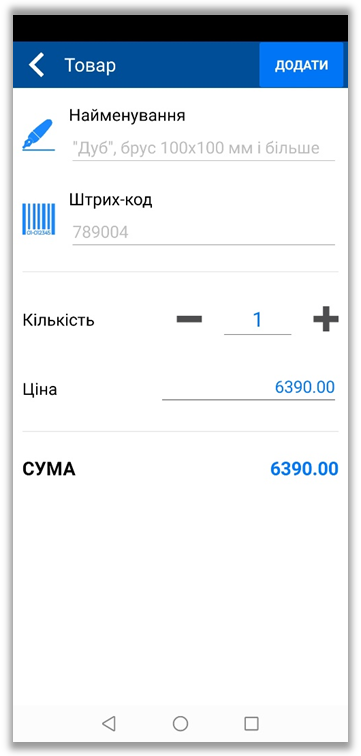 Товар
ДОДАТИ
Найменування
"Дуб", брус 100х100 мм і більше
Штрих-код
789004
Кількість
1
Ціна
6390.00
СУМА
6390.00